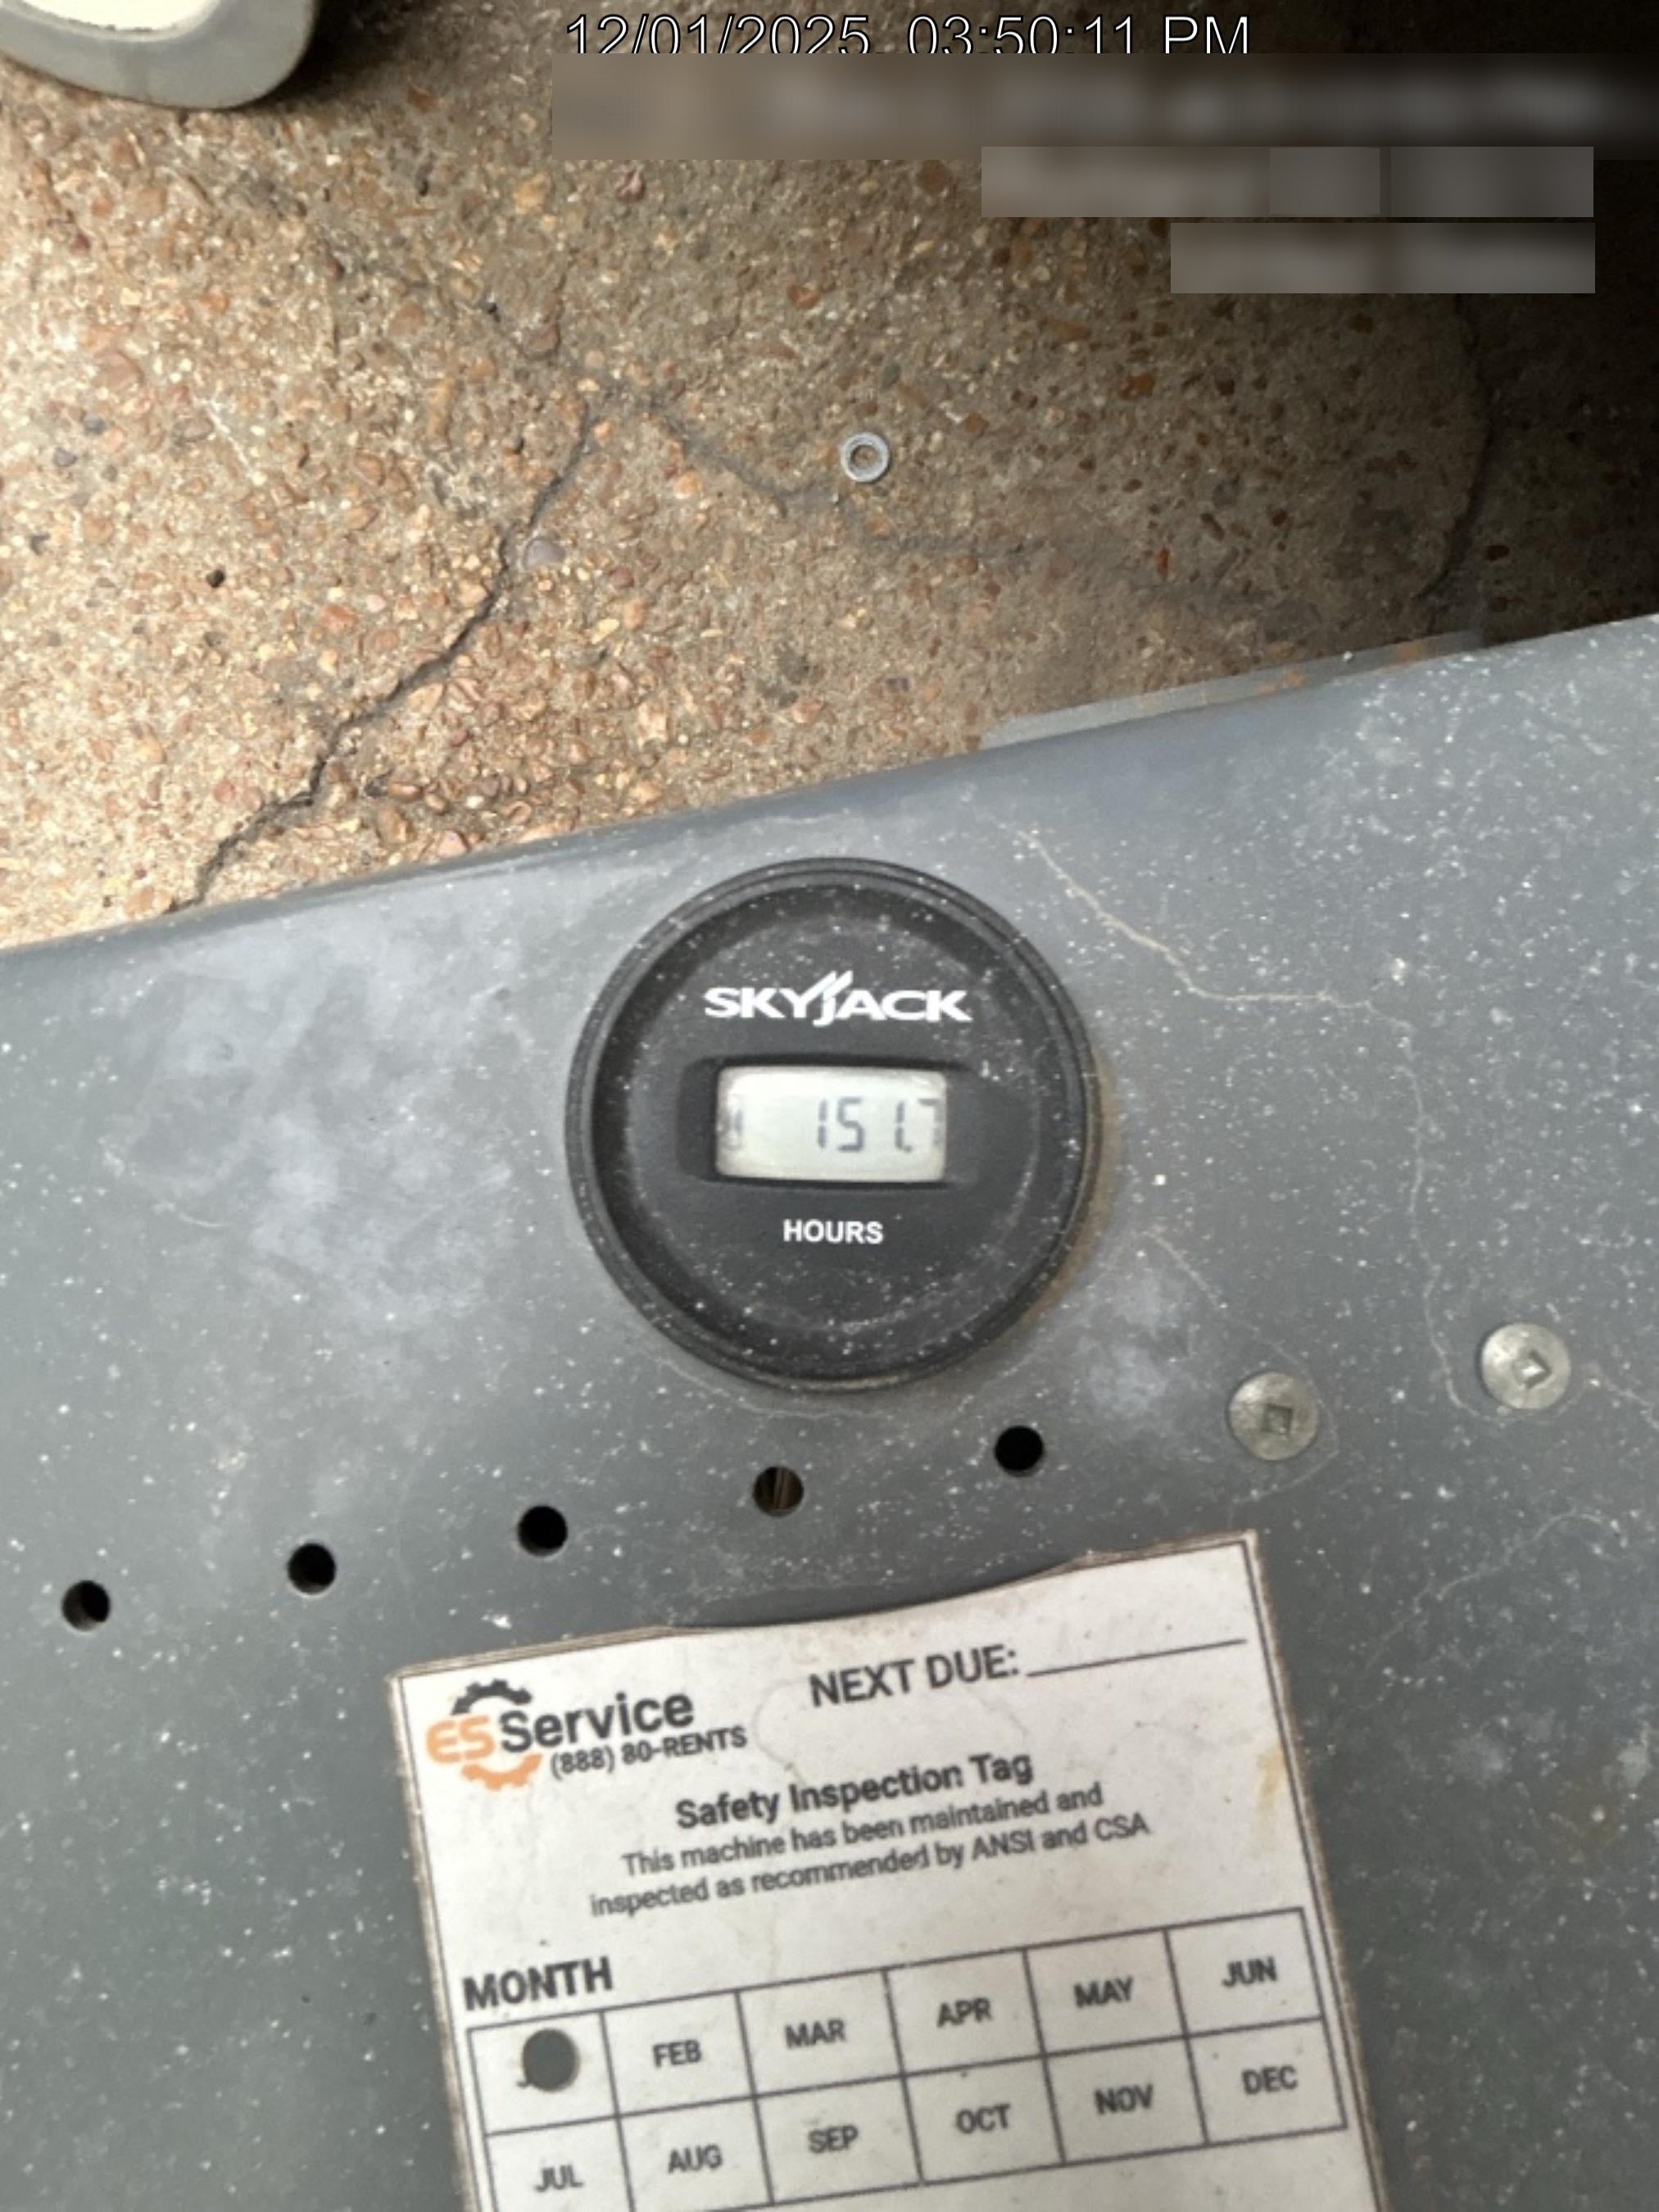 12/01/2025 03:50:11 PM
SKYJACK
151.7
HOURS
ESService
(888) 80-RENTS
NEXT DUE:
Safety Inspection Tag
This machine has been maintained and
inspected as recommended by ANSI and CSA
MONTH
FEB MAR APR MAY JUN
JUL AUG SEP OCT NOV DEC